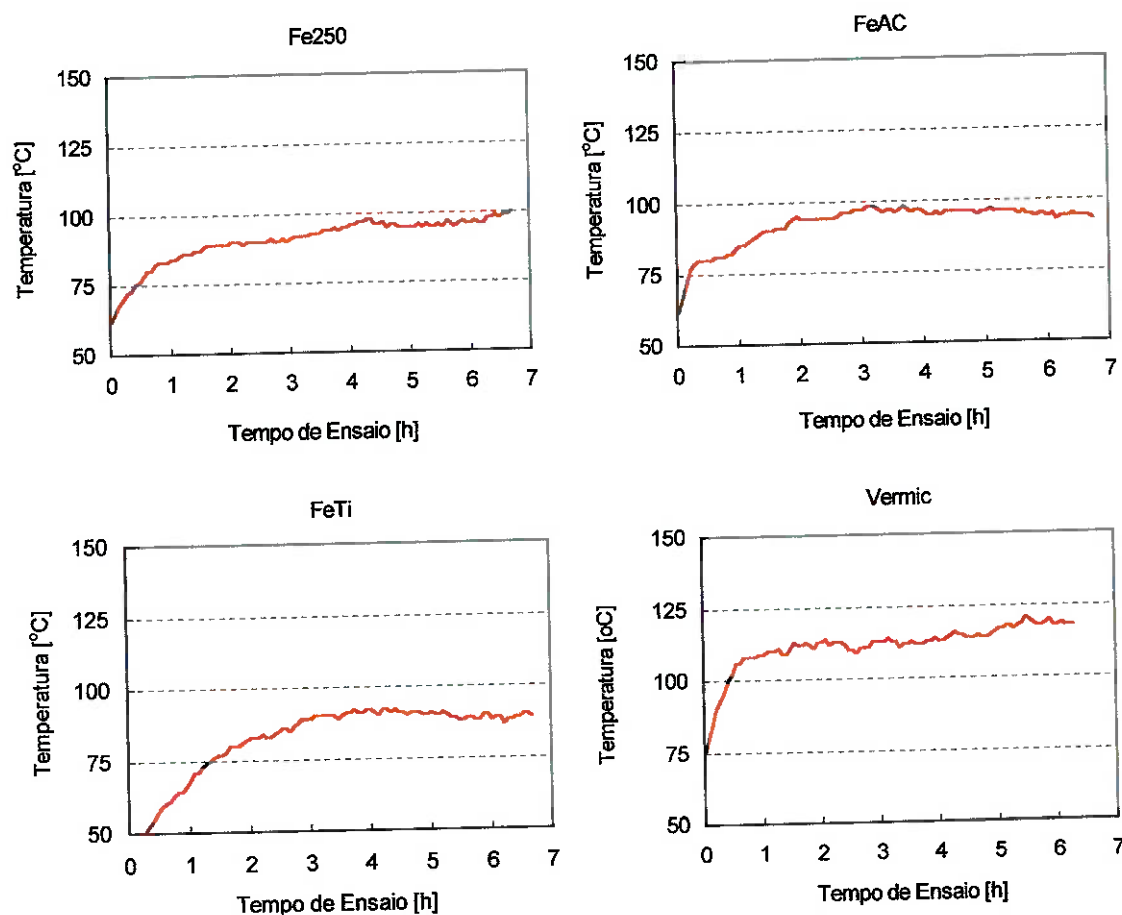 Fe250
150
125
100
75
50
Temperatura [°C]
0 1 2 3 4 5 6 7
Tempo de Ensaio [h]
FeAC
150
125
100
75
50
Temperatura [°C]
0 1 2 3 4 5 6 7
Tempo de Ensaio [h]
FeTi
150
125
100
75
50
Temperatura [°C]
0 1 2 3 4 5 6 7
Tempo de Ensaio [h]
Vermic
150
125
100
75
50
Temperatura [oC]
0 1 2 3 4 5 6 7
Tempo de Ensaio [h]